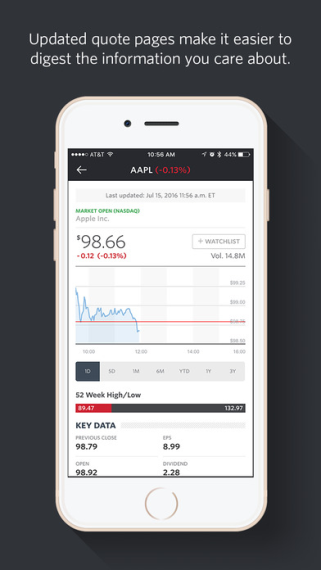 Updated quote pages make it easier to
digest the information you care about.
AT&T 10:56 AM 44%
AAPL (-0.13%)
Last updated: Jul 15, 2016 11:56 a.m. ET
MARKET OPEN (NASDAQ)
Apple Inc.
$98.66 + WATCHLIST
-0.12 (-0.13%) Vol. 14.8M
$99.25
$99.00
10:00 12:00 14:00 16:00
1D 5D 1M 6M YTD 1Y 3Y
52 Week High/Low
89.47 132.97
KEY DATA
PREVIOUS CLOSE EPS
98.79 8.99
OPEN DIVIDEND
98.92 2.28